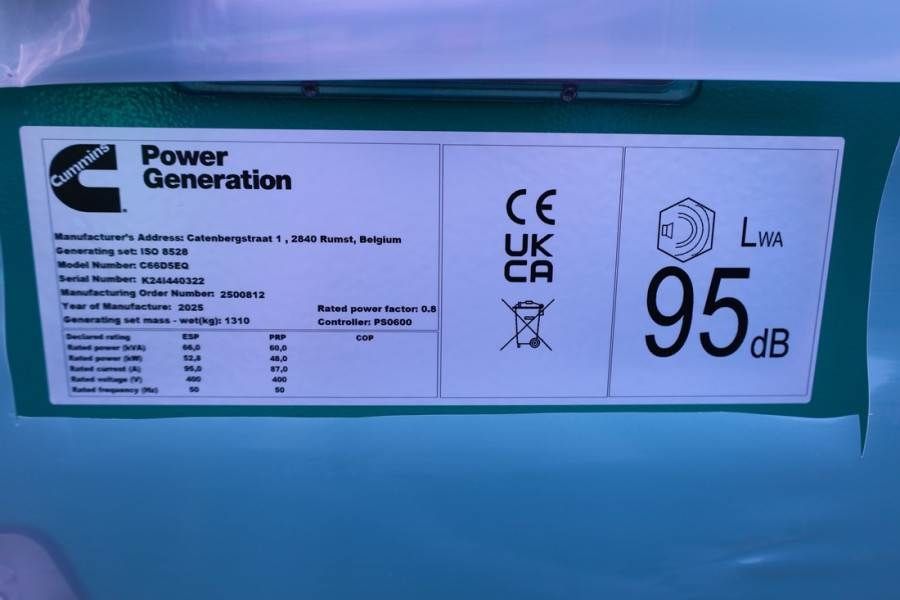 Cummins
Power
Generation
Manufacturer's Address: Catenbergstraat 1 , 2840 Rumst, Belgium
Generating set: ISO 8528
Model Number: C66D5EQ
Serial Number: K24I440322
Manufacturing Order Number: 2500812
Year of Manufacture: 2025
Rated power factor: 0.8
Generating set mass - wet(kg): 1310
Controller: PS0600
Declared rating ESP PRP COP
Rated power (kVA) 66,0 60,0
Rated power (kW) 52,8 48,0
Rated current (A) 95,0 87,0
Rated voltage (V) 400 400
Rated frequency (Hz) 50 50
CE
UK
CA
LWA
95dB